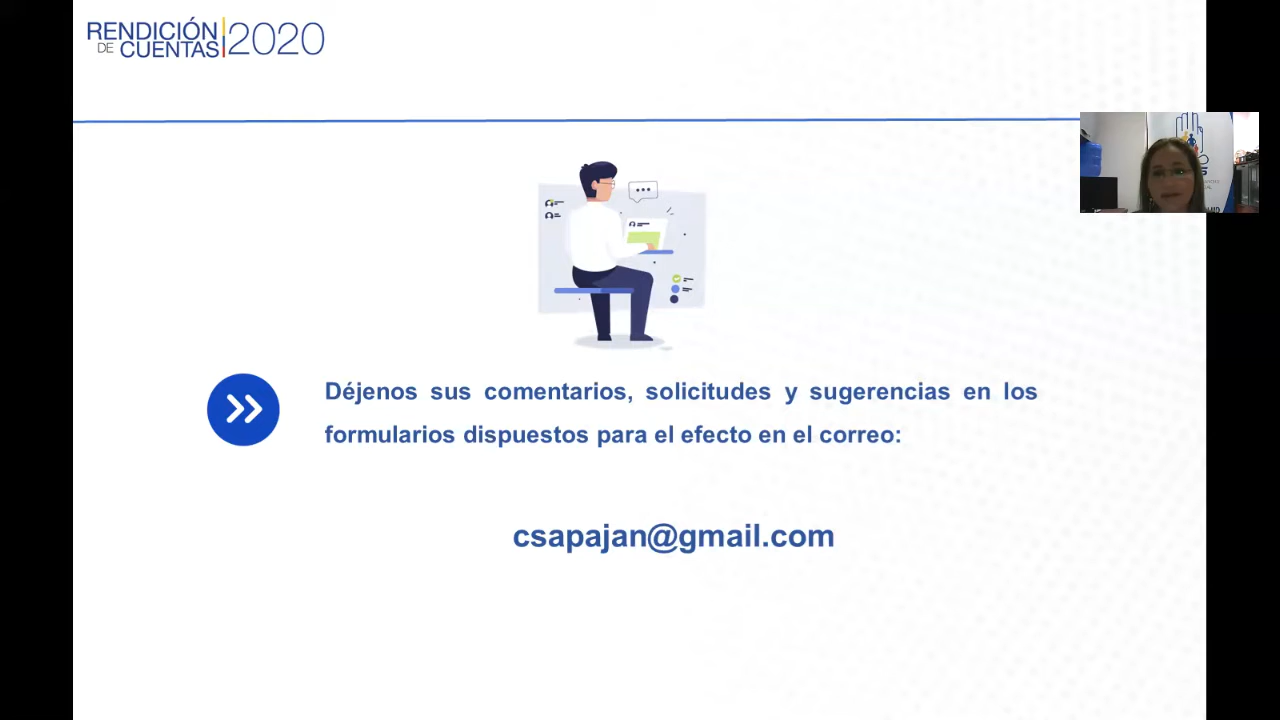 RENDICIÓN
DE CUENTAS
2020
Déjenos sus comentarios, solicitudes y sugerencias en los
formularios dispuestos para el efecto en el correo:
csapajan@gmail.com